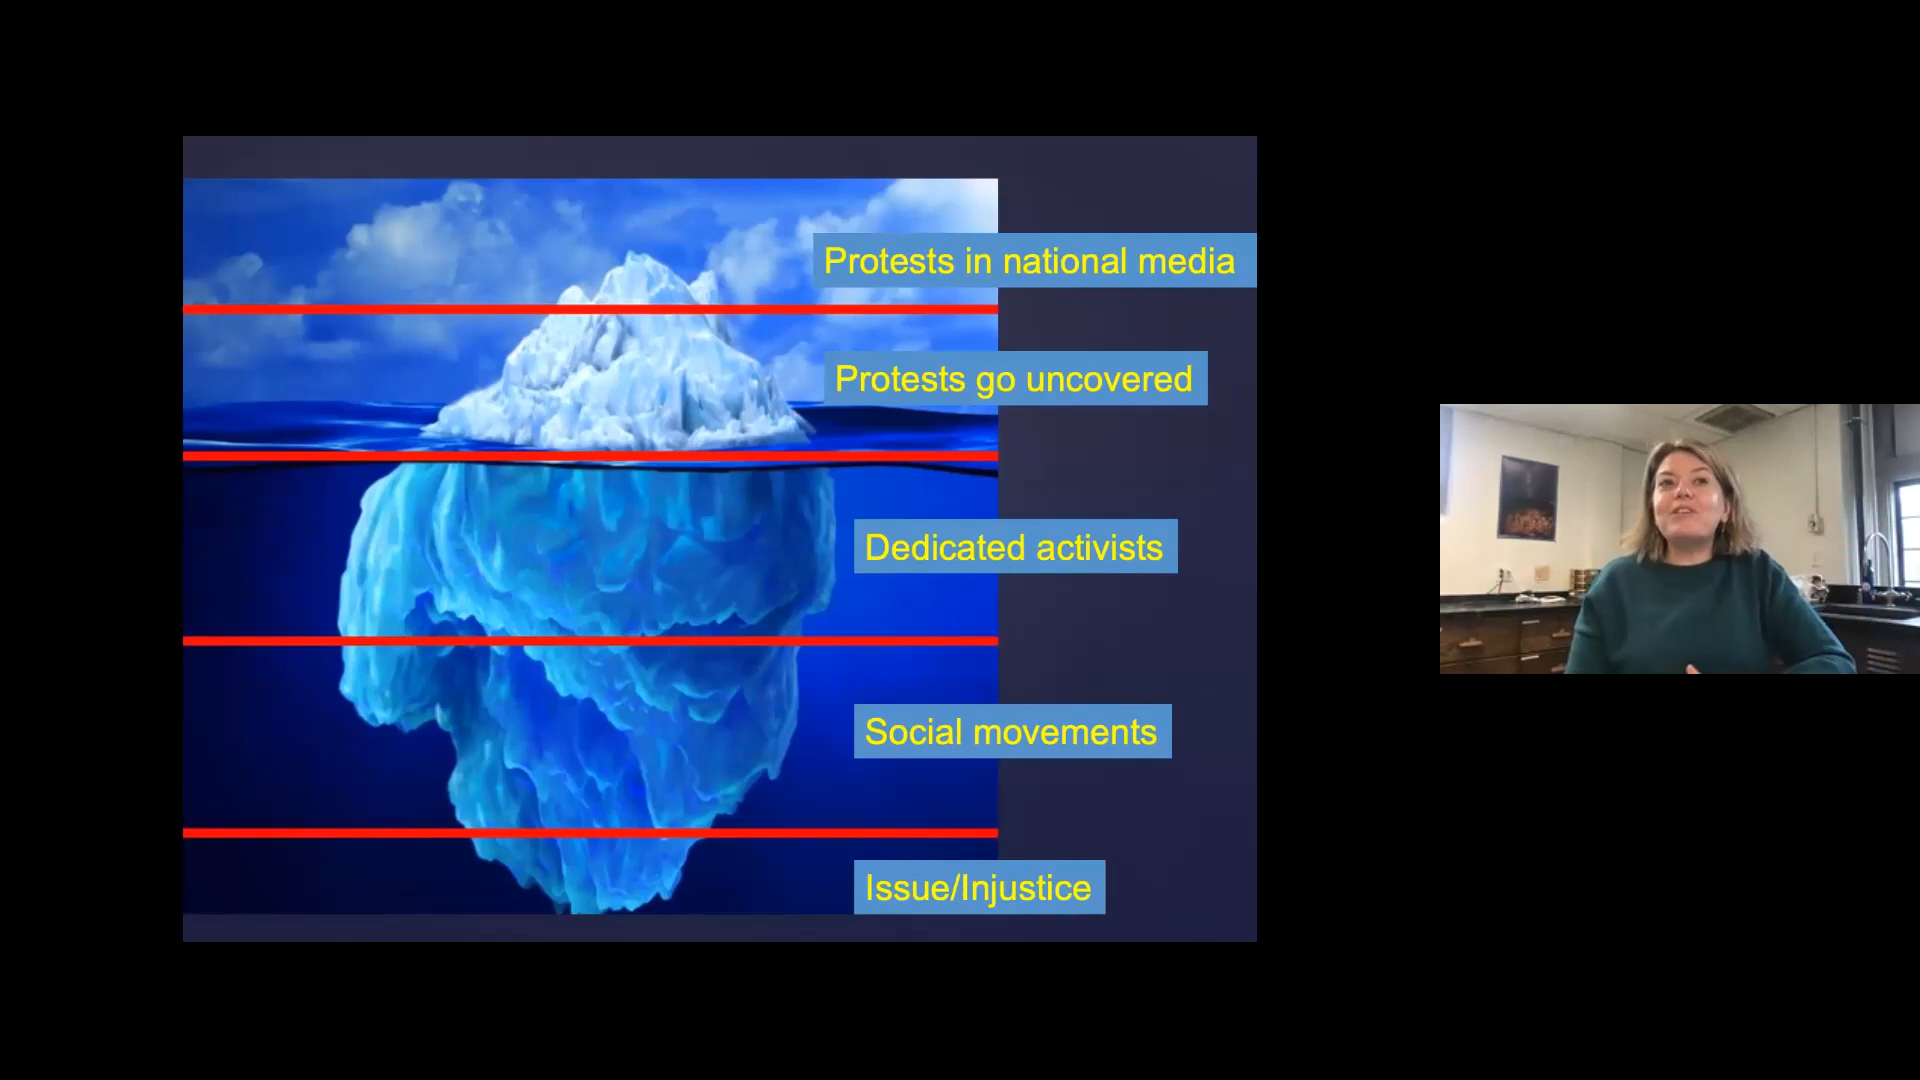 Protests in national media
Protests go uncovered
Dedicated activists
Social movements
Issue/Injustice